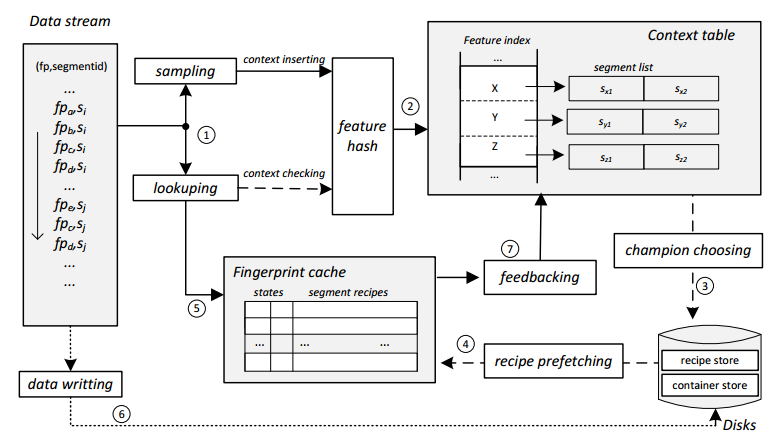 Data stream
(fp,segmentid)
...
fpa,si
fpb,si
fpc,si
fpd,si
...
fpe,sj
fpc,sj
fpd,sj
...
...
sampling
context inserting
1
lookuping
context checking
feature
hash
2
Context table
Feature index
segment list
...
X
sx1
sx2
Y
sy1
sy2
Z
sz1
sz2
...
champion choosing
3
5
Fingerprint cache
states
segment recipes
...
...
...
7
feedbacking
4
recipe prefetching
recipe store
container store
data writting
6
Disks